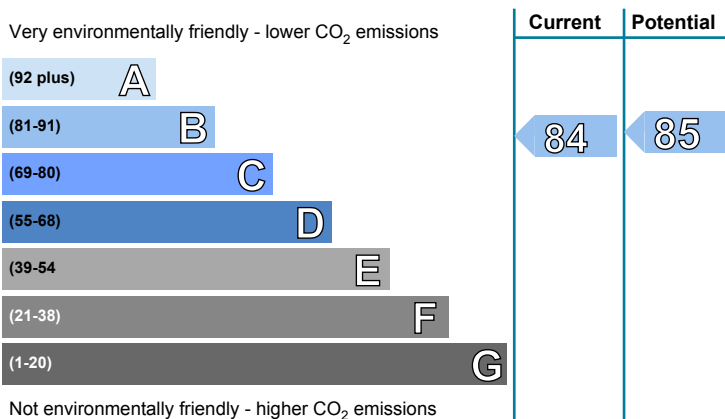 Current Potential
Very environmentally friendly - lower CO2 emissions
(92 plus) A
(81-91) B 84 85
(69-80) C
(55-68) D
(39-54 E
(21-38) F
(1-20) G
Not environmentally friendly - higher CO2 emissions